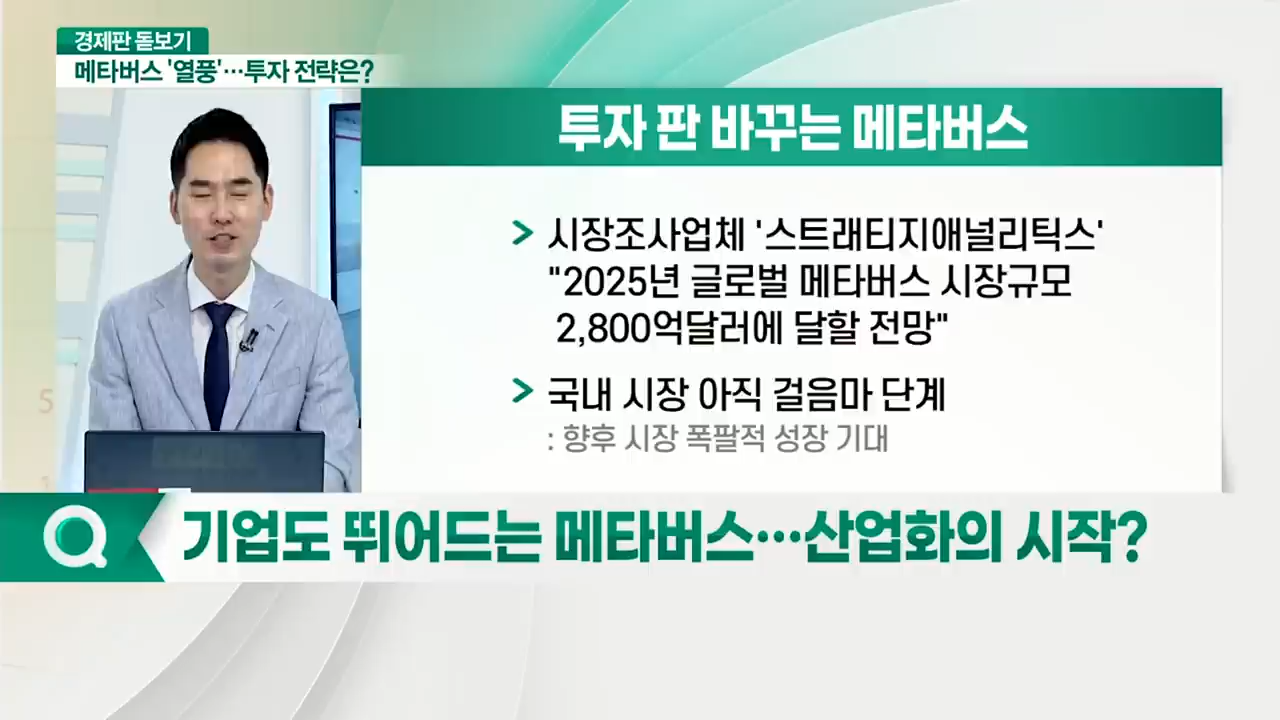 경제판 돋보기
메타버스 '열풍'…투자 전략은?
투자 판 바꾸는 메타버스
> 시장조사업체 '스트래티지애널리틱스'
"2025년 글로벌 메타버스 시장규모
2,800억달러에 달할 전망"
> 국내 시장 아직 걸음마 단계
: 향후 시장 폭팔적 성장 기대
Q 기업도 뛰어드는 메타버스…산업화의 시작?
5
1